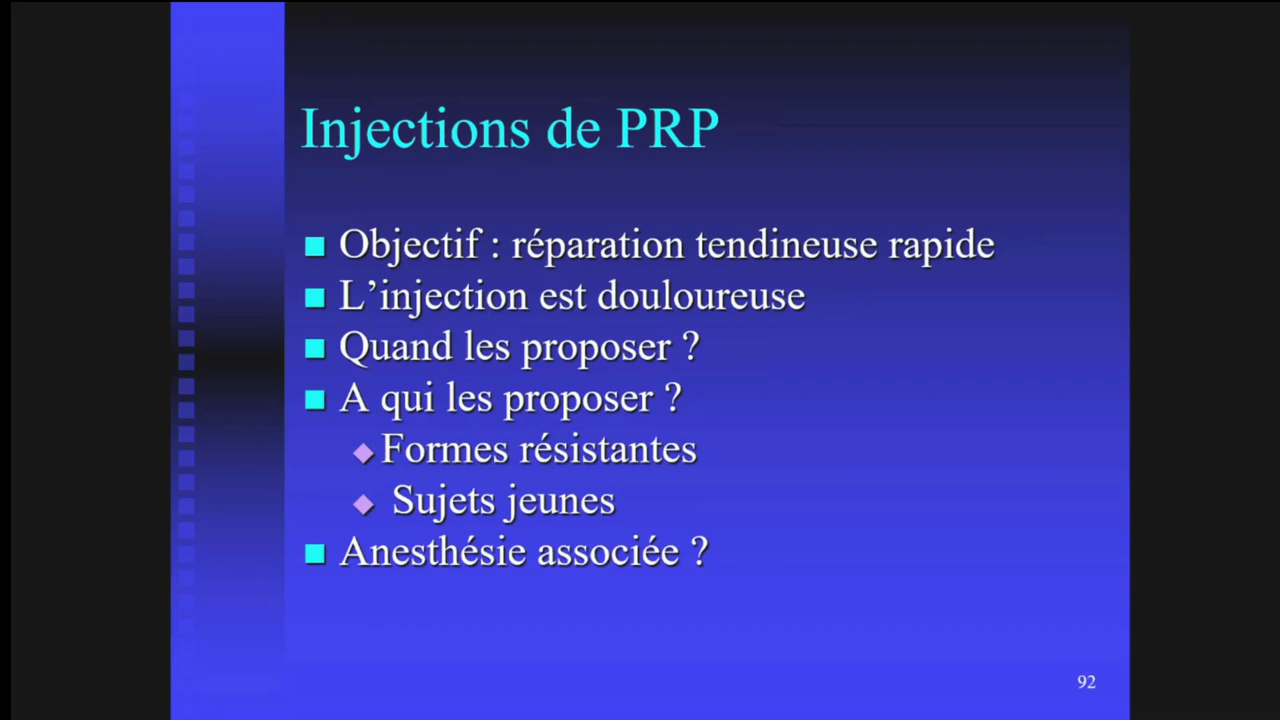 Injections de PRP
Objectif : réparation tendineuse rapide
L’injection est douloureuse
Quand les proposer ?
A qui les proposer ?
Formes résistantes
Sujets jeunes
Anesthésie associée ?
92